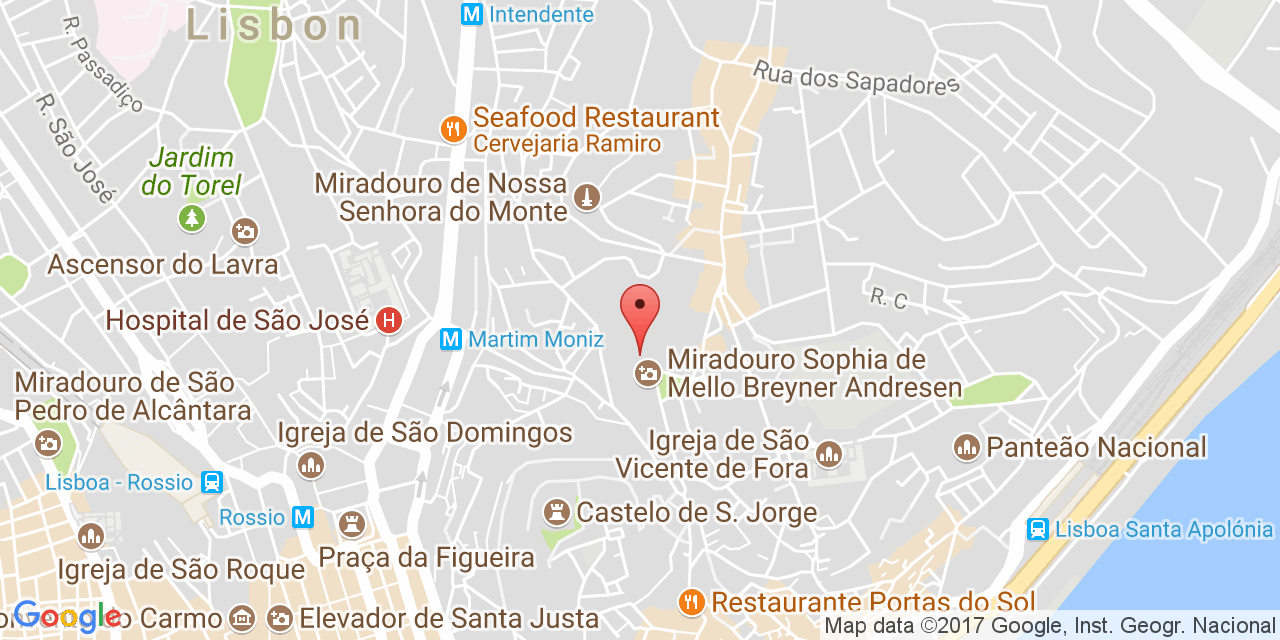 Intendente
Lisbon
R. Passadiço
R. São José
Rua dos Sapadores
Seafood Restaurant
Cervejaria Ramiro
Jardim
do Torel
Miradouro de Nossa
Senhora do Monte
Ascensor do Lavra
R. C
Hospital de São José
H
M
Martim Moniz
Miradouro Sophia de
Mello Breyner Andresen
Miradouro de São
Pedro de Alcântara
Igreja de São Domingos
Igreja de São
Vicente de Fora
Panteão Nacional
Lisboa - Rossio
Rossio
M
Castelo de S. Jorge
Lisboa Santa Apolónia
Praça da Figueira
Igreja de São Roque
Restaurante Portas do Sol
Google
Carmo
Elevador de Santa Justa
Map data ©2017 Google, Inst. Geogr. Nacional